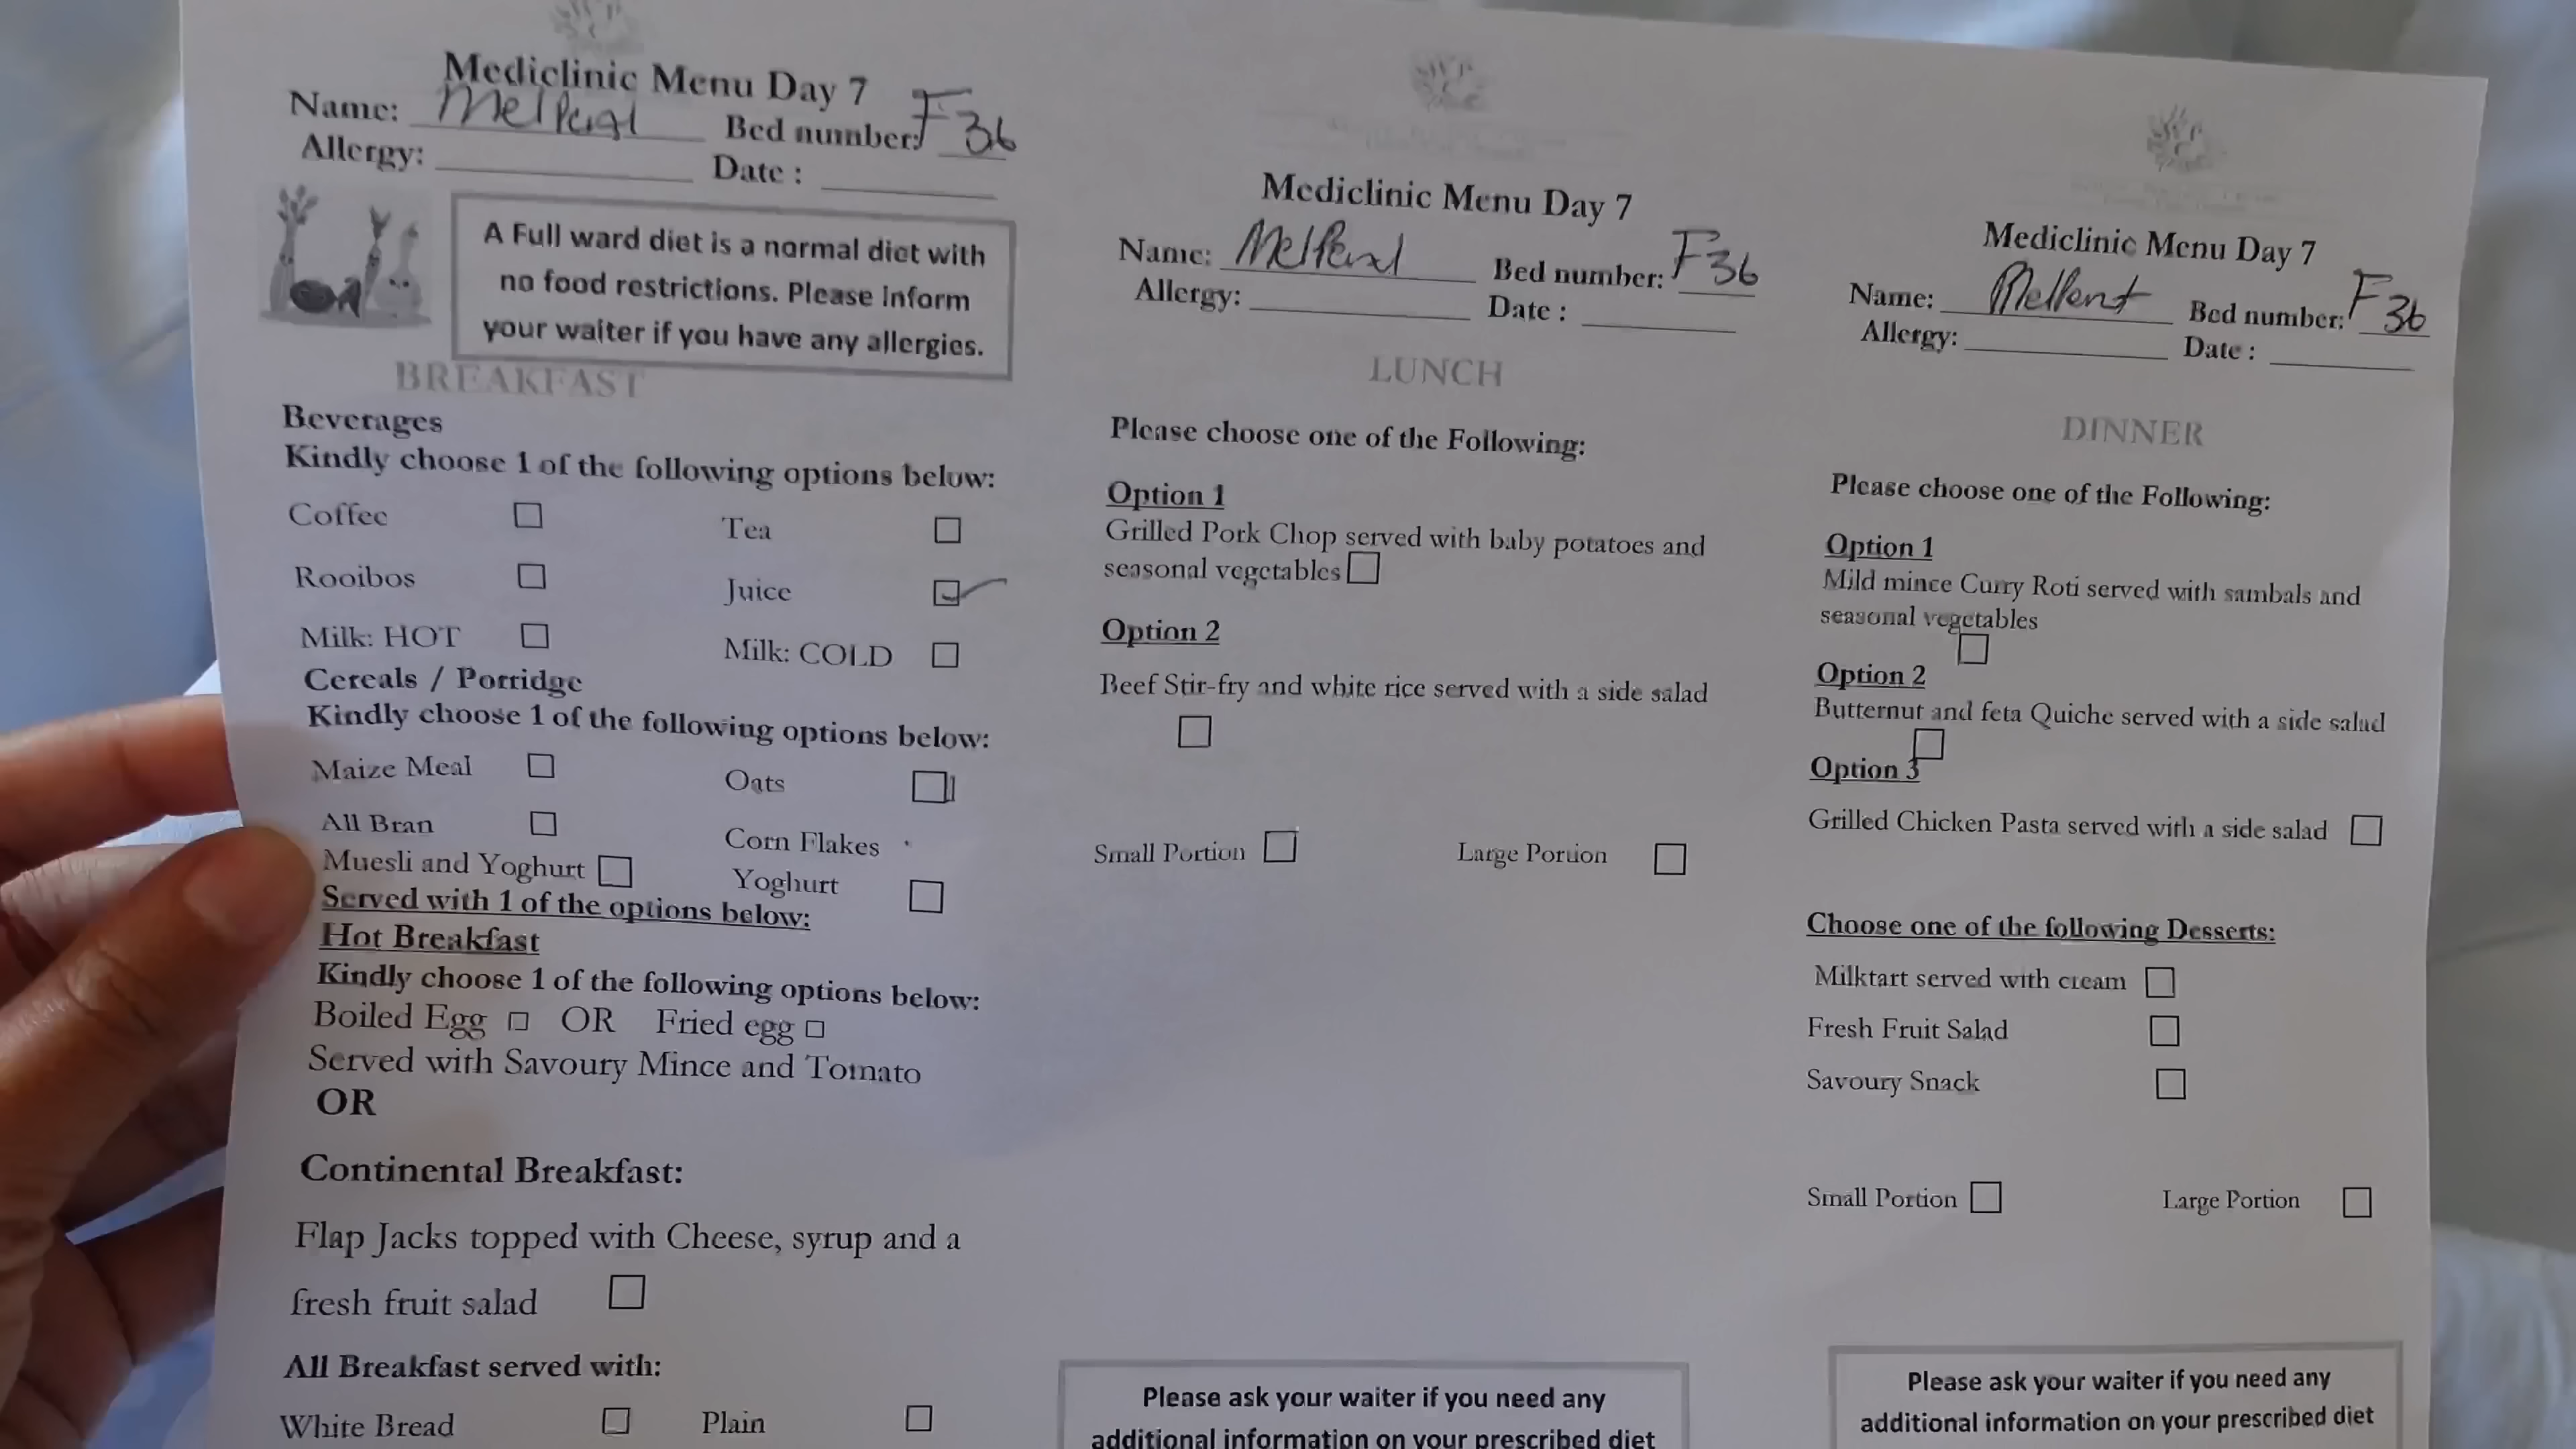 Mediclinic Menu Day 7
Name: Bed number: F36
Allergy: Date :
A Full ward diet is a normal diet with
no food restrictions. Please inform
your waiter if you have any allergies.
BREAKFAST
Beverages
Kindly choose 1 of the following options below:
Coffee Tea
Rooibos Juice
Milk: HOT Milk: COLD
Cereals / Porridge
Kindly choose 1 of the following options below:
Maize Meal Oats
All Bran Corn Flakes
Muesli and Yoghurt Yoghurt
Served with 1 of the options below:
Hot Breakfast
Kindly choose 1 of the following options below:
Boiled Egg OR Fried egg
Served with Savoury Mince and Tomato
OR
Continental Breakfast:
Flap Jacks topped with Cheese, syrup and a
fresh fruit salad
All Breakfast served with:
White Bread Plain
Mediclinic Menu Day 7
Name: Bed number: F36
Allergy: Date :
LUNCH
Please choose one of the Following:
Option 1
Grilled Pork Chop served with baby potatoes and
seasonal vegetables
Option 2
Beef Stir-fry and white rice served with a side salad
Small Portion Large Portion
Please ask your waiter if you need any
additional information on your prescribed diet
Mediclinic Menu Day 7
Name: Bed number: F36
Allergy: Date :
DINNER
Please choose one of the Following:
Option 1
Mild mince Curry Roti served with sambals and
seasonal vegetables
Option 2
Butternut and feta Quiche served with a side salad
Option 3
Grilled Chicken Pasta served with a side salad
Choose one of the following Desserts:
Milktart served with cream
Fresh Fruit Salad
Savoury Snack
Small Portion Large Portion
Please ask your waiter if you need any
additional information on your prescribed diet